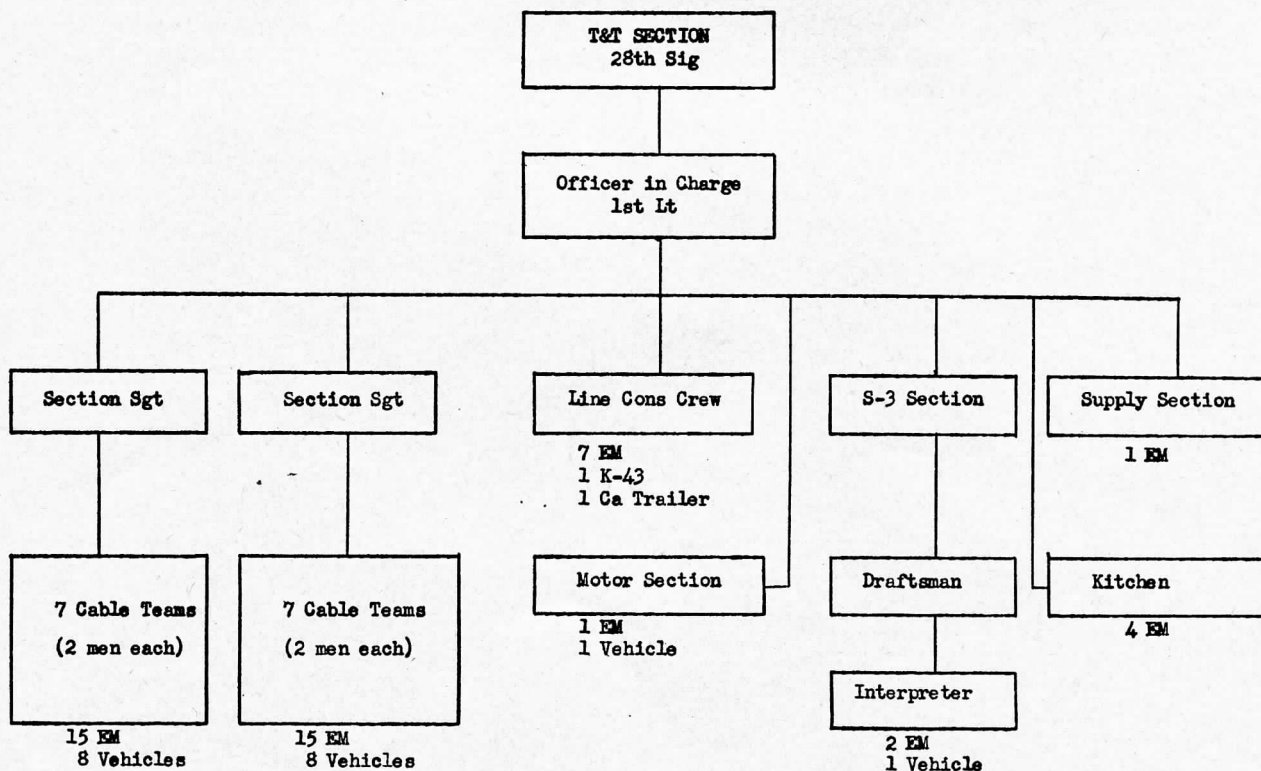 T&T SECTION
28th Sig
Officer in Charge
1st Lt
Section Sgt
Section Sgt
Line Cons Crew
S-3 Section
Supply Section
7 EM
1 K-43
1 Ca Trailer
1 EM
7 Cable Teams
(2 men each)
15 EM
8 Vehicles
7 Cable Teams
(2 men each)
15 EM
8 Vehicles
Motor Section
1 EM
1 Vehicle
Draftsman
Interpreter
2 EM
1 Vehicle
Kitchen
4 EM